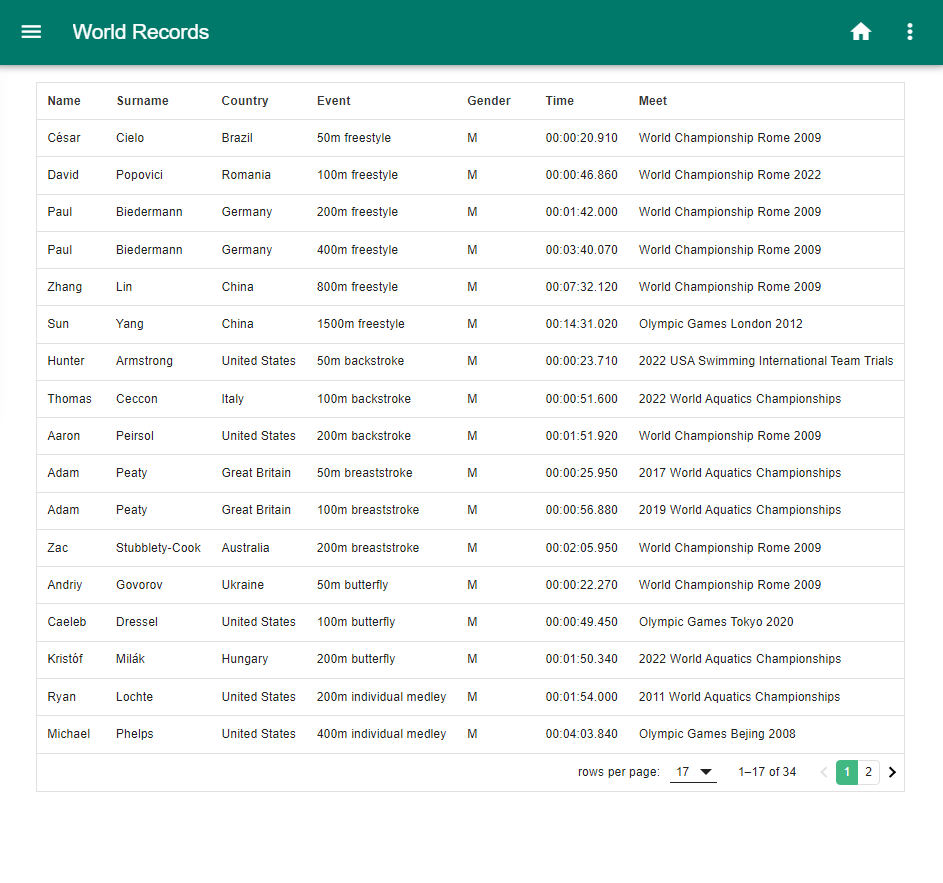 World Records
Name Surname Country Event Gender Time Meet
César Cielo Brazil 50m freestyle M 00:00:20.910 World Championship Rome 2009
David Popovici Romania 100m freestyle M 00:00:46.860 World Championship Rome 2022
Paul Biedermann Germany 200m freestyle M 00:01:42.000 World Championship Rome 2009
Paul Biedermann Germany 400m freestyle M 00:03:40.070 World Championship Rome 2009
Zhang Lin China 800m freestyle M 00:07:32.120 World Championship Rome 2009
Sun Yang China 1500m freestyle M 00:14:31.020 Olympic Games London 2012
Hunter Armstrong United States 50m backstroke M 00:00:23.710 2022 USA Swimming International Team Trials
Thomas Ceccon Italy 100m backstroke M 00:00:51.600 2022 World Aquatics Championships
Aaron Peirsol United States 200m backstroke M 00:01:51.920 World Championship Rome 2009
Adam Peaty Great Britain 50m breaststroke M 00:00:25.950 2017 World Aquatics Championships
Adam Peaty Great Britain 100m breaststroke M 00:00:56.880 2019 World Aquatics Championships
Zac Stubblety-Cook Australia 200m breaststroke M 00:02:05.950 World Championship Rome 2009
Andriy Govorov Ukraine 50m butterfly M 00:00:22.270 World Championship Rome 2009
Caeleb Dressel United States 100m butterfly M 00:00:49.450 Olympic Games Tokyo 2020
Kristóf Milák Hungary 200m butterfly M 00:01:50.340 2022 World Aquatics Championships
Ryan Lochte United States 200m individual medley M 00:01:54.000 2011 World Aquatics Championships
Michael Phelps United States 400m individual medley M 00:04:03.840 Olympic Games Bejing 2008
rows per page: 17 1–17 of 34 1 2